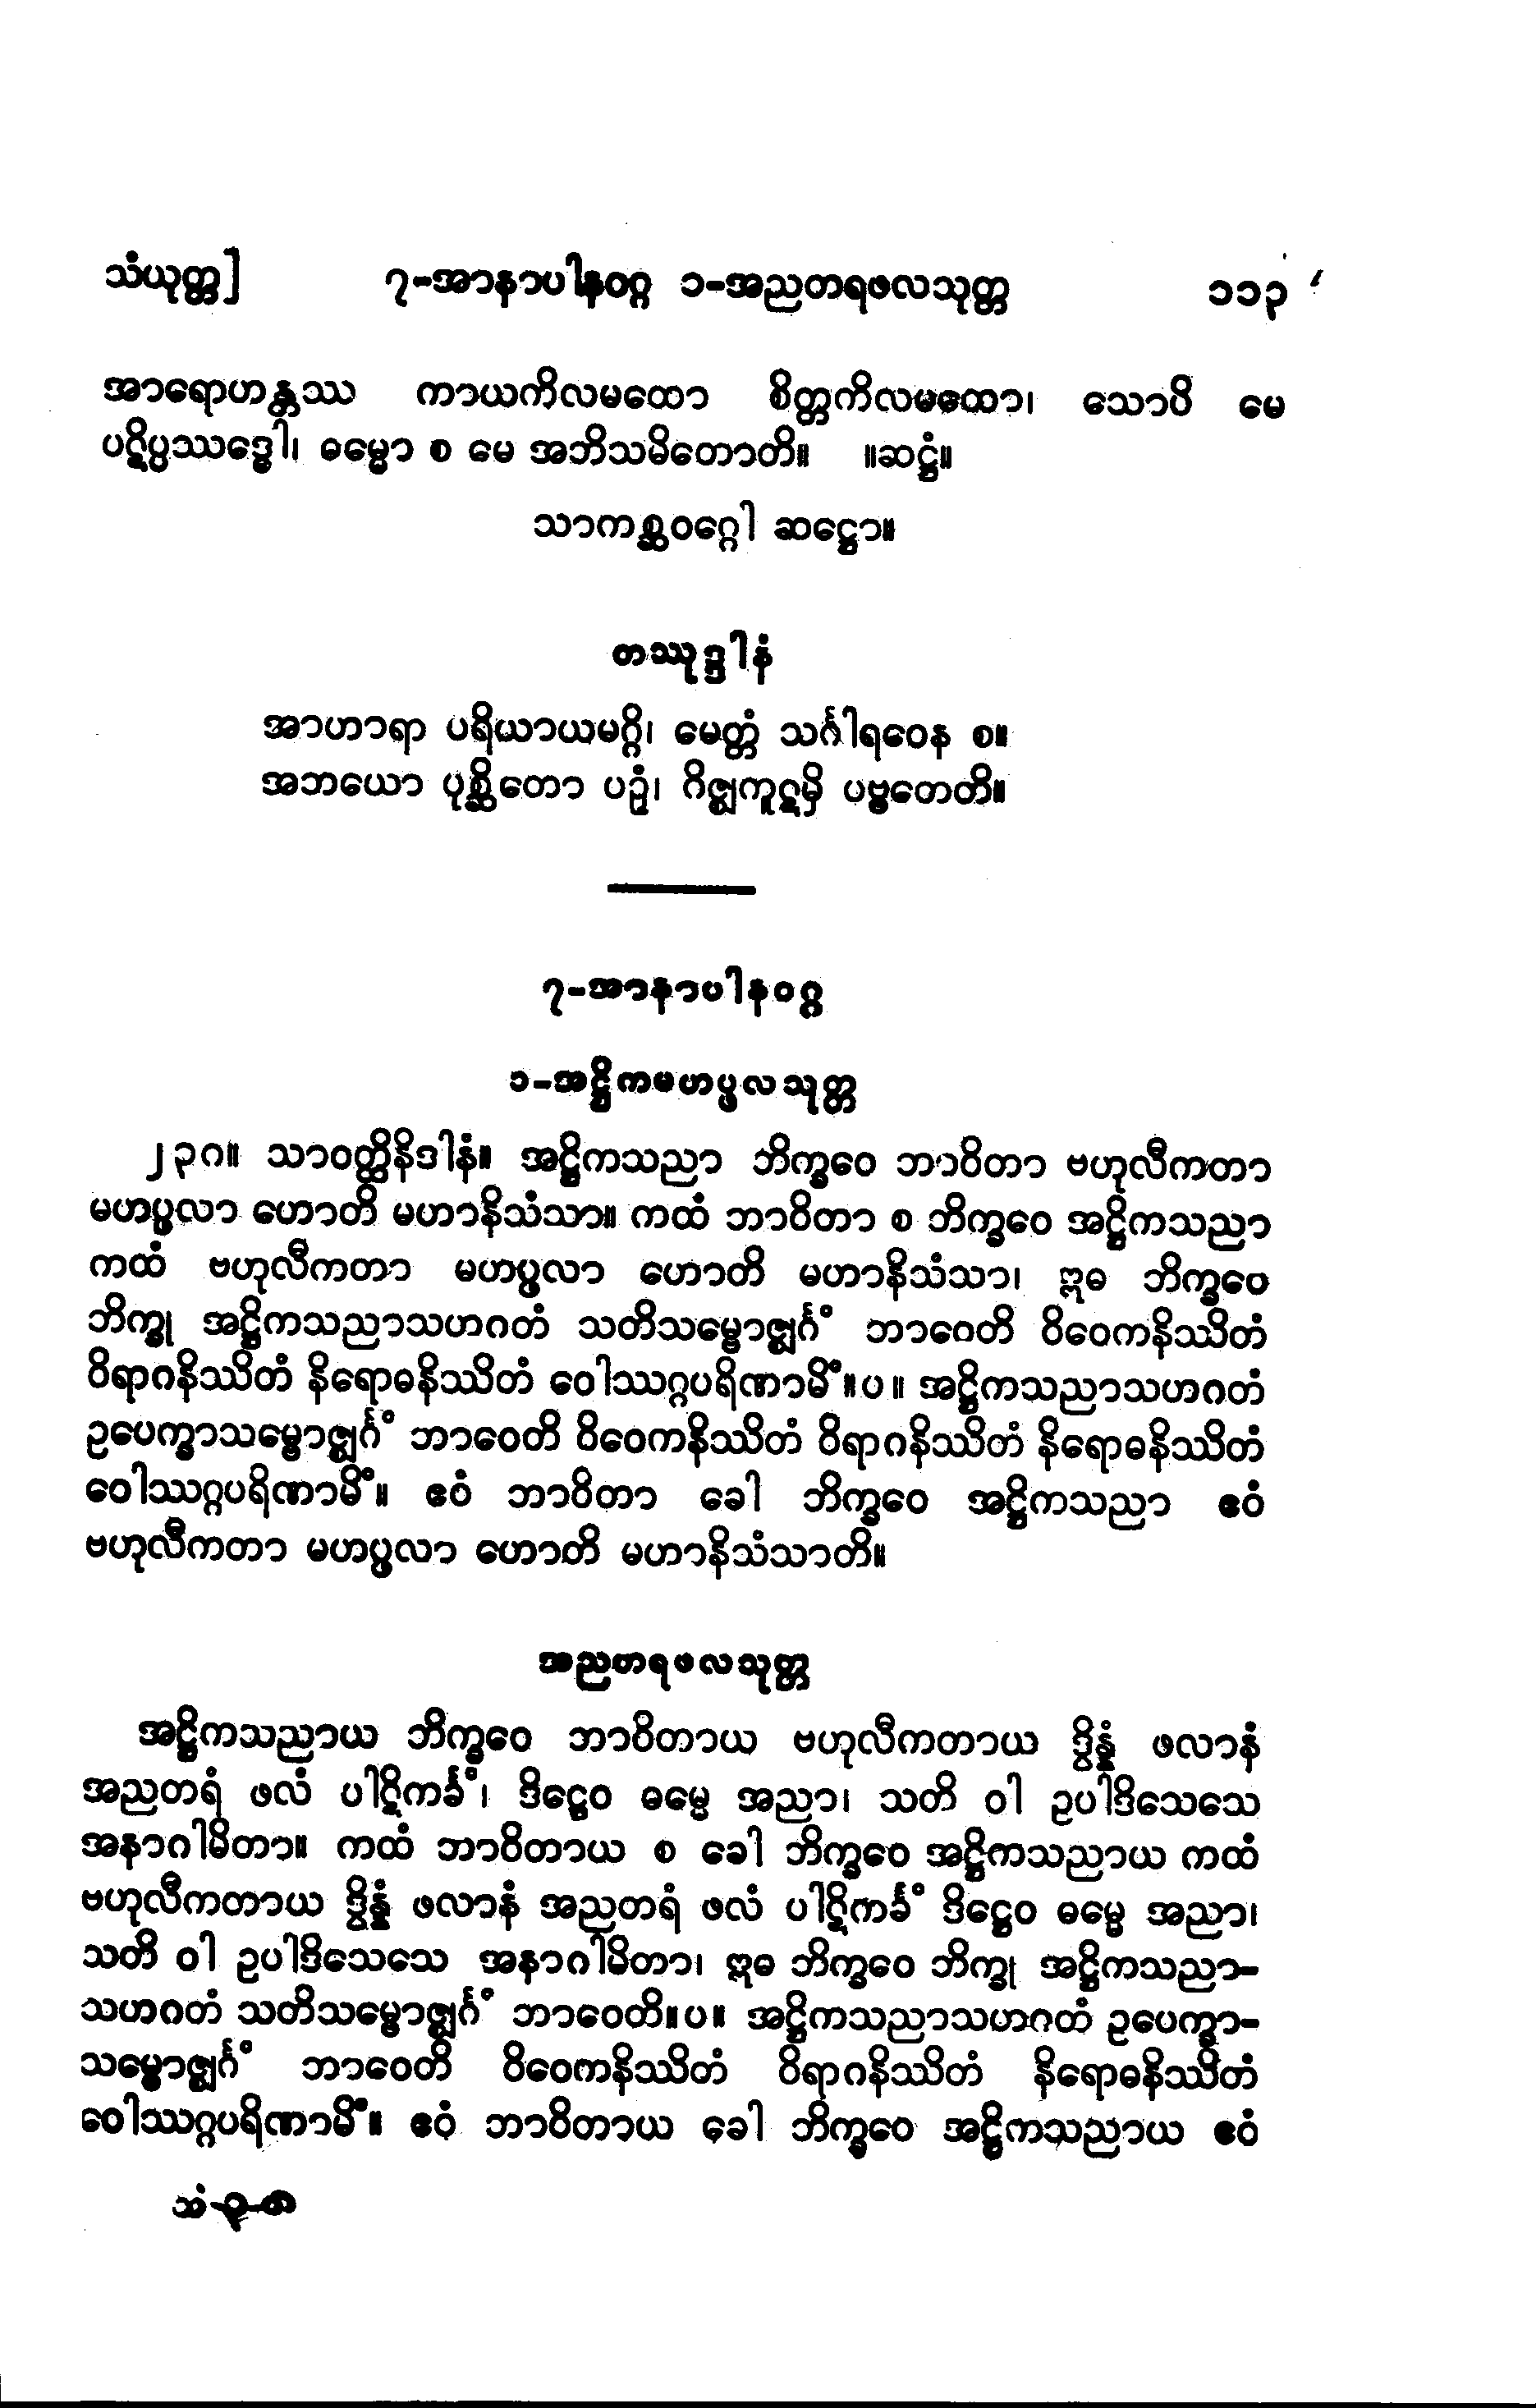 သံယုတ္တ] ၇-အာနာပါနဝဂ္ဂ ၁-အညတရဖလသုတ္တ ၁၁၃
အာရောဟန္တဿ ကာယကိလမထော စိတ္တကိလမထော၊ သောပိ မေ
ပဋိပ္ပဿဒ္ဓေါ၊ ဓမ္မော စ မေ အဘိသမိတောတိ။ ။ဆဋ္ဌံ။
သာကစ္ဆဝဂ္ဂေါ ဆဋ္ဌော။
တဿုဒ္ဒါနံ
အာဟာရာ ပရိယာယမဂ္ဂိ၊ မေတ္တံ သင်္ဂါရဝေန စ။
အဘယော ပုစ္ဆိတော ပဉှံ၊ ဂိဇ္ဈကူဋမှိ ပဗ္ဗတေတိ။
၇-အာနာပါနဝဂ္ဂ
၁-အဋ္ဌိကမဟပ္ဖလသုတ္တ
၂၃၈။ သာဝတ္ထိနိဒါနံ။ အဋ္ဌိကသညာ ဘိက္ခဝေ ဘာဝိတာ ဗဟုလီကတာ
မဟပ္ဖလာ ဟောတိ မဟာနိသံသာ။ ကထံ ဘာဝိတာ စ ဘိက္ခဝေ အဋ္ဌိကသညာ
ကထံ ဗဟုလီကတာ မဟပ္ဖလာ ဟောတိ မဟာနိသံသာ၊ ဣဓ ဘိက္ခဝေ
ဘိက္ခု အဋ္ဌိကသညာသဟဂတံ သတိသမ္ဗောဇ္ဈင်္ဂံ ဘာဝေတိ ဝိဝေကနိဿိတံ
ဝိရာဂနိဿိတံ နိရောဓနိဿိတံ ဝေါဿဂ္ဂပရိဏာမိံ။ပ။ အဋ္ဌိကသညာသဟဂတံ
ဥပေက္ခာသမ္ဗောဇ္ဈင်္ဂံ ဘာဝေတိ ဝိဝေကနိဿိတံ ဝိရာဂနိဿိတံ နိရောဓနိဿိတံ
ဝေါဿဂ္ဂပရိဏာမိံ။ ဧဝံ ဘာဝိတာ ခေါ ဘိက္ခဝေ အဋ္ဌိကသညာ ဧဝံ
ဗဟုလီကတာ မဟပ္ဖလာ ဟောတိ မဟာနိသံသာတိ။
အညတရဖလသုတ္တ
အဋ္ဌိကသညာယ ဘိက္ခဝေ ဘာဝိတာယ ဗဟုလီကတာယ ဒွိန္နံ ဖလာနံ
အညတရံ ဖလံ ပါဋိကင်္ခံ၊ ဒိဋ္ဌေဝ ဓမ္မေ အညာ၊ သတိ ဝါ ဥပါဒိသေသေ
အနာဂါမိတာ။ ကထံ ဘာဝိတာယ စ ခေါ ဘိက္ခဝေ အဋ္ဌိကသညာယ ကထံ
ဗဟုလီကတာယ ဒွိန္နံ ဖလာနံ အညတရံ ဖလံ ပါဋိကင်္ခံ ဒိဋ္ဌေဝ ဓမ္မေ အညာ၊
သတိ ဝါ ဥပါဒိသေသေ အနာဂါမိတာ၊ ဣဓ ဘိက္ခဝေ ဘိက္ခု အဋ္ဌိကသညာ-
သဟဂတံ သတိသမ္ဗောဇ္ဈင်္ဂံ ဘာဝေတိ။ပ။ အဋ္ဌိကသညာသဟဂတံ ဥပေက္ခာ-
သမ္ဗောဇ္ဈင်္ဂံ ဘာဝေတိ ဝိဝေကနိဿိတံ ဝိရာဂနိဿိတံ နိရောဓနိဿိတံ
ဝေါဿဂ္ဂပရိဏာမိံ။ ဧဝံ ဘာဝိတာယ ခေါ ဘိက္ခဝေ အဋ္ဌိကသညာယ ဧဝံ
သံ-၃-၈